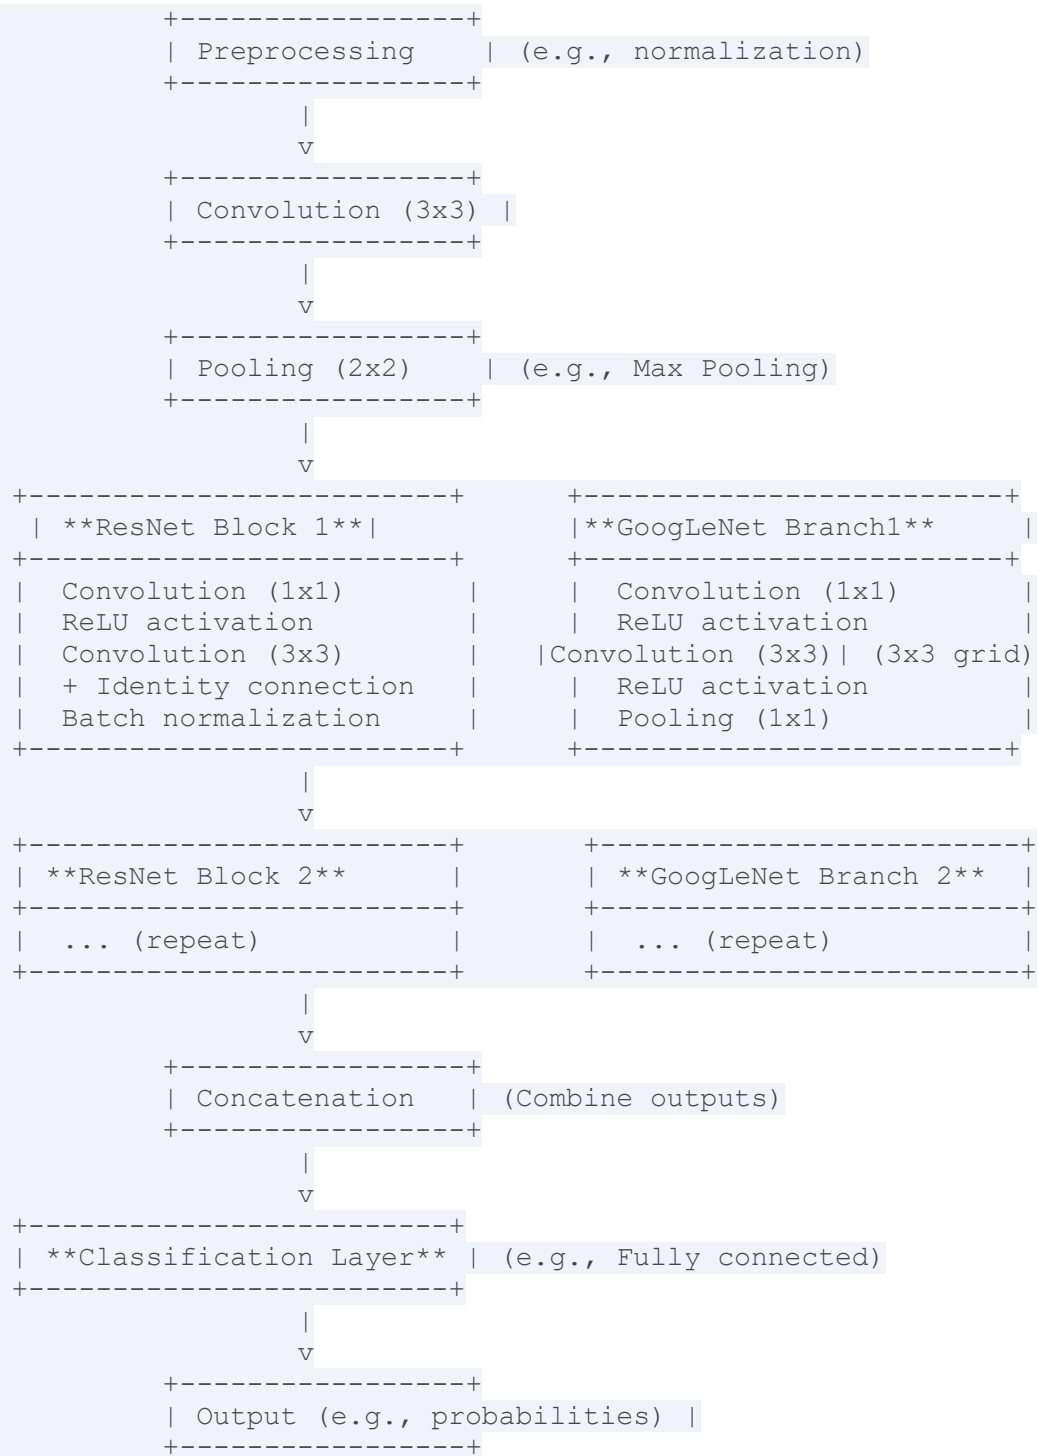 +-----------------+
| Preprocessing    | (e.g., normalization)
+-----------------+
|
v
+-----------------+
| Convolution (3x3) |
+-----------------+
|
v
+-----------------+
| Pooling (2x2)    | (e.g., Max Pooling)
+-----------------+
|
v
+-------------------------+      +-------------------------+
| **ResNet Block 1**|            |**GoogLeNet Branch1**     |
+-------------------------+      +-------------------------+
|  Convolution (1x1)       |     |  Convolution (1x1)       |
|  ReLU activation         |     |  ReLU activation         |
|  Convolution (3x3)       |   |Convolution (3x3)| (3x3 grid)
|  + Identity connection   |     |  ReLU activation         |
|  Batch normalization     |     |  Pooling (1x1)           |
+-------------------------+      +-------------------------+
|
v
+-------------------------+       +-------------------------+
| **ResNet Block 2**      |       | **GoogLeNet Branch 2**  |
+-------------------------+       +-------------------------+
|  ... (repeat)           |       |  ... (repeat)           |
+-------------------------+       +-------------------------+
|
v
+-----------------+
| Concatenation   | (Combine outputs)
+-----------------+
|
v
+-------------------------+
| **Classification Layer** | (e.g., Fully connected)
+-------------------------+
|
v
+-----------------+
| Output (e.g., probabilities) |
+-----------------+